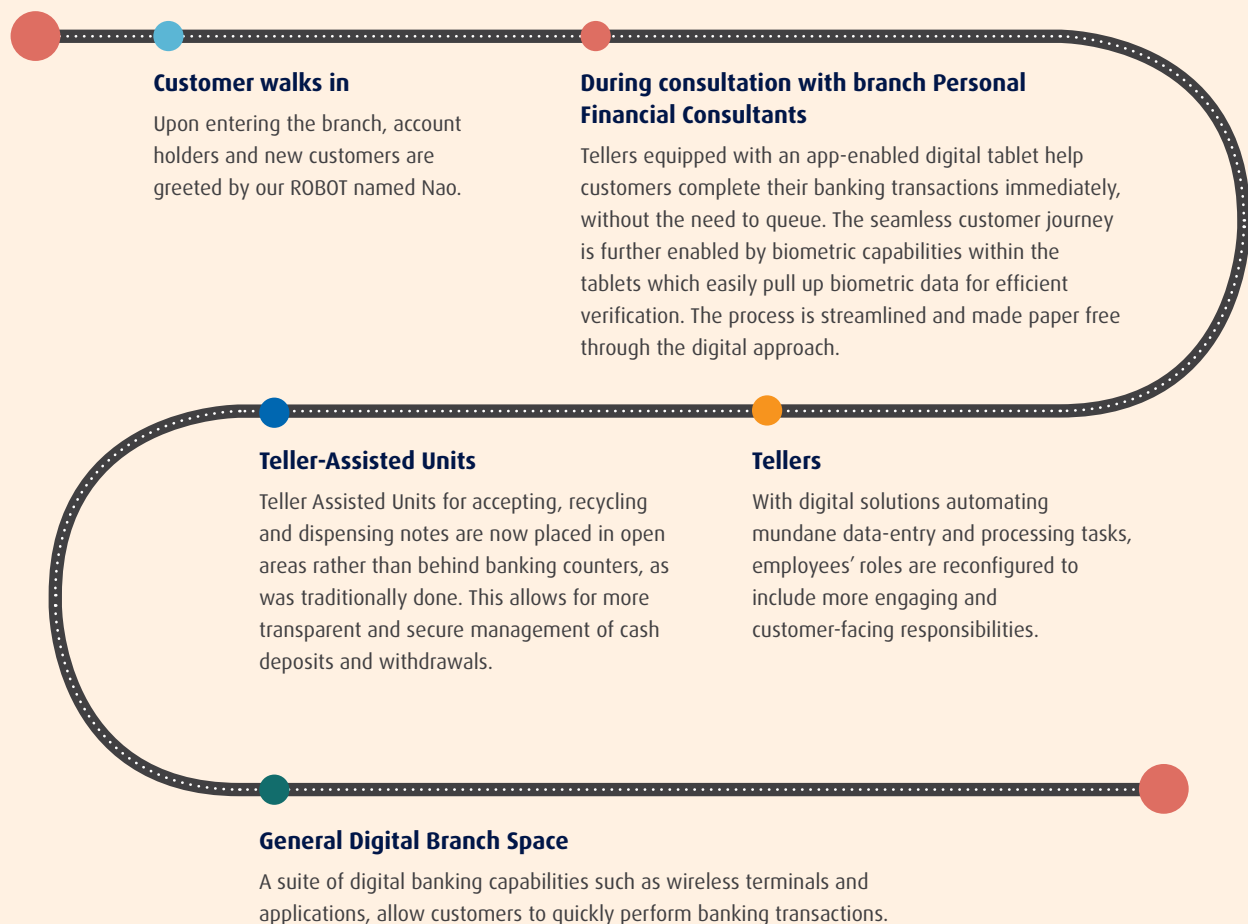 Customer walks in
Upon entering the branch, account
holders and new customers are
greeted by our ROBOT named Nao.
During consultation with branch Personal
Financial Consultants
Tellers equipped with an app-enabled digital tablet help
customers complete their banking transactions immediately,
without the need to queue. The seamless customer journey
is further enabled by biometric capabilities within the
tablets which easily pull up biometric data for efficient
verification. The process is streamlined and made paper free
through the digital approach.
Teller-Assisted Units
Teller Assisted Units for accepting, recycling
and dispensing notes are now placed in open
areas rather than behind banking counters, as
was traditionally done. This allows for more
transparent and secure management of cash
deposits and withdrawals.
Tellers
With digital solutions automating
mundane data-entry and processing tasks,
employees’ roles are reconfigured to
include more engaging and
customer-facing responsibilities.
General Digital Branch Space
A suite of digital banking capabilities such as wireless terminals and
applications, allow customers to quickly perform banking transactions.